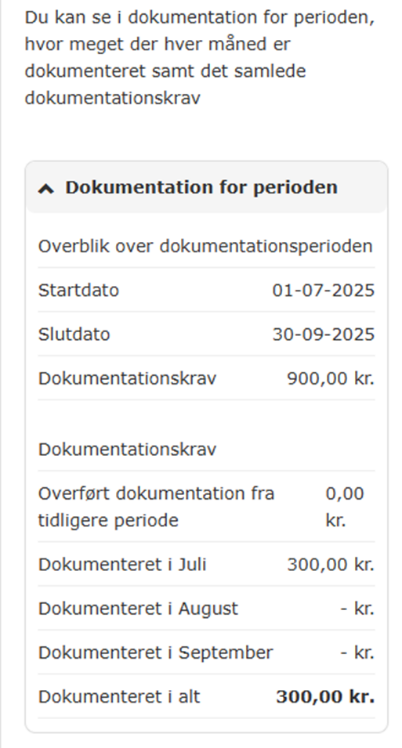 Du kan se i dokumentation for perioden,
hvor meget der hver måned er
dokumenteret samt det samlede
dokumentationskrav
Dokumentation for perioden
Overblik over dokumentationsperioden
Startdato 01-07-2025
Slutdato 30-09-2025
Dokumentationskrav 900,00 kr.
Dokumentationskrav
Overført dokumentation fra 0,00
tidligere periode kr.
Dokumenteret i Juli 300,00 kr.
Dokumenteret i August - kr.
Dokumenteret i September - kr.
Dokumenteret i alt 300,00 kr.